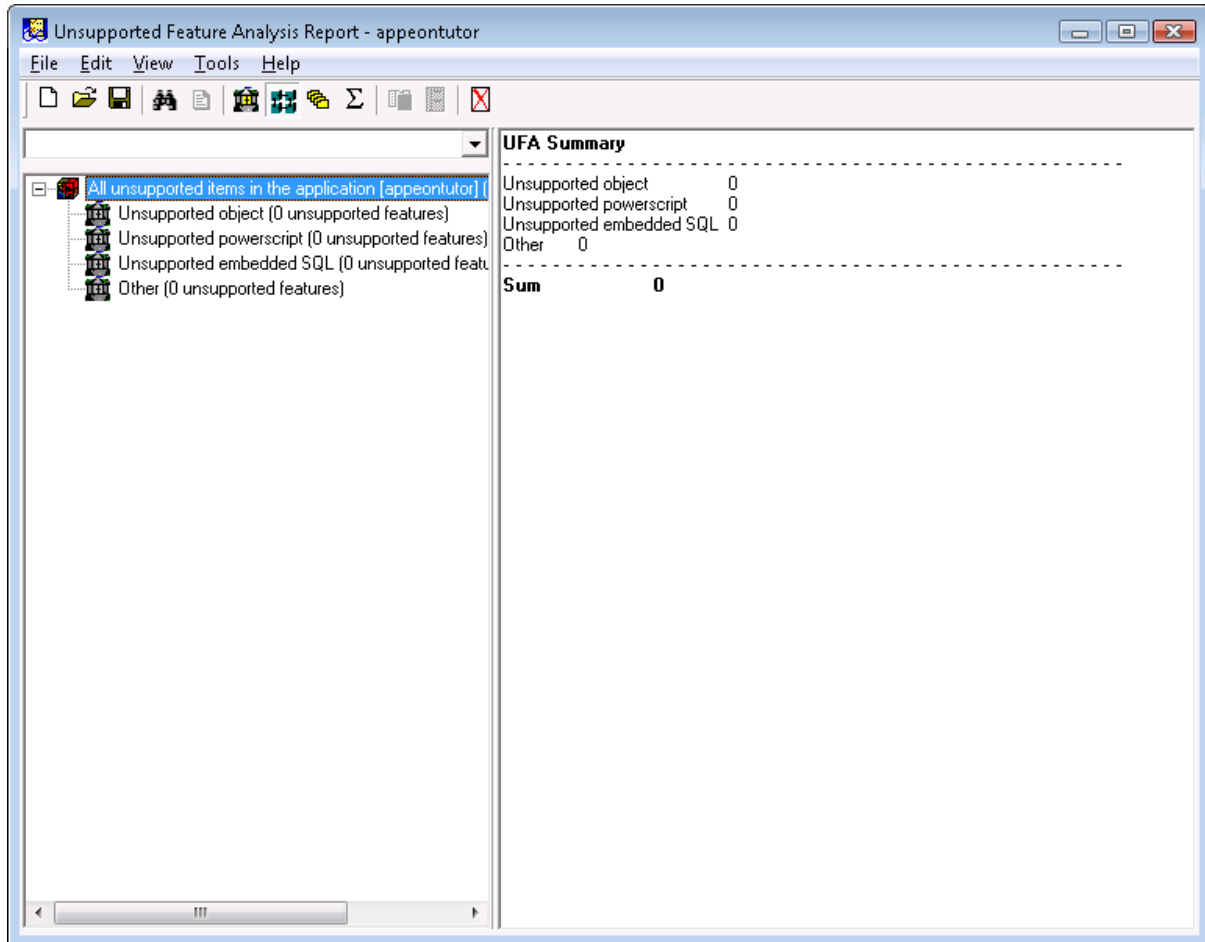 Unsupported Feature Analysis Report - appeontutor
File Edit View Tools Help
UFA Summary
All unsupported items in the application [appeontutor] (
Unsupported object (0 unsupported features)
Unsupported powerscript (0 unsupported features)
Unsupported embedded SQL (0 unsupported featu
Other (0 unsupported features)
Unsupported object 0
Unsupported powerscript 0
Unsupported embedded SQL 0
Other 0
Sum 0